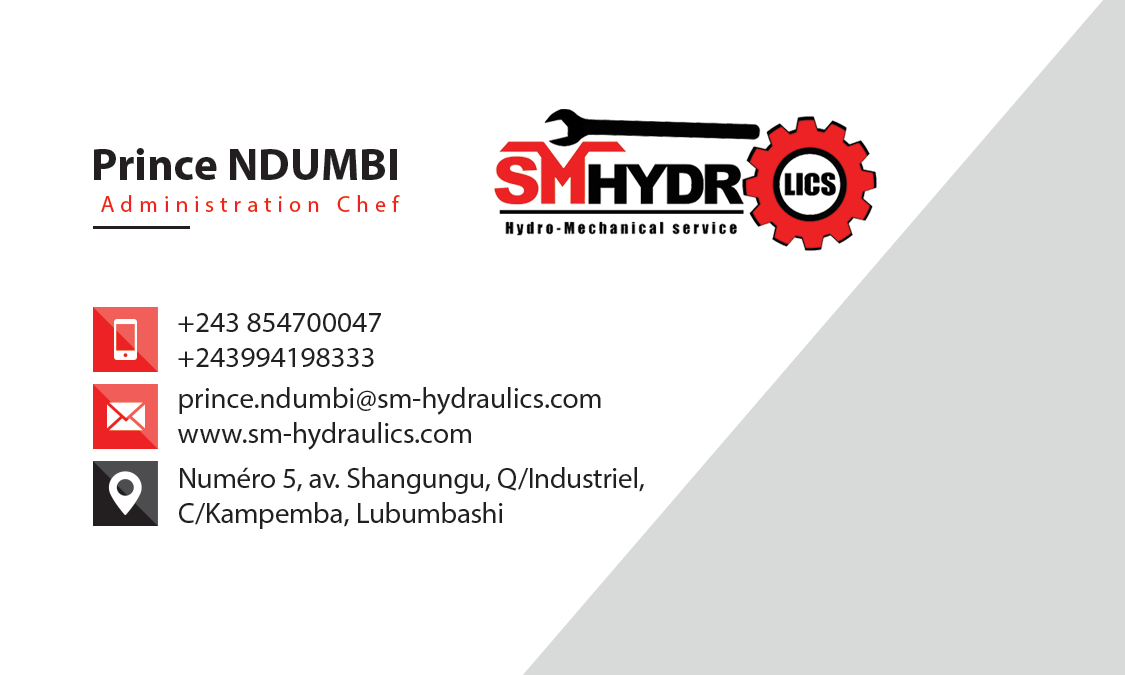 Prince NDUMBI
Administration Chef
SMHYDR LICS
Hydro-Mechanical service
+243 854700047
+243994198333
prince.ndumbi@sm-hydraulics.com
www.sm-hydraulics.com
Numéro 5, av. Shangungu, Q/Industriel,
C/Kampemba, Lubumbashi